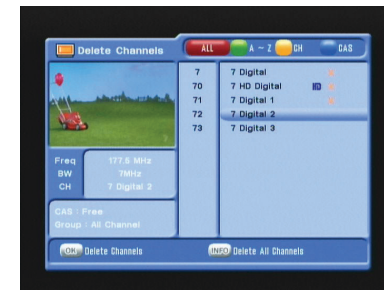 Delete Channels
ALL A ~ Z CH CAS
7 7 Digital
70 7 HD Digital HD
71 7 Digital 1
72 7 Digital 2
73 7 Digital 3
Freq 177.5 MHz
BW 7MHz
CH 7 Digital 2
CAS : Free
Group : All Channel
OK Delete Channels
INFO Delete All Channels